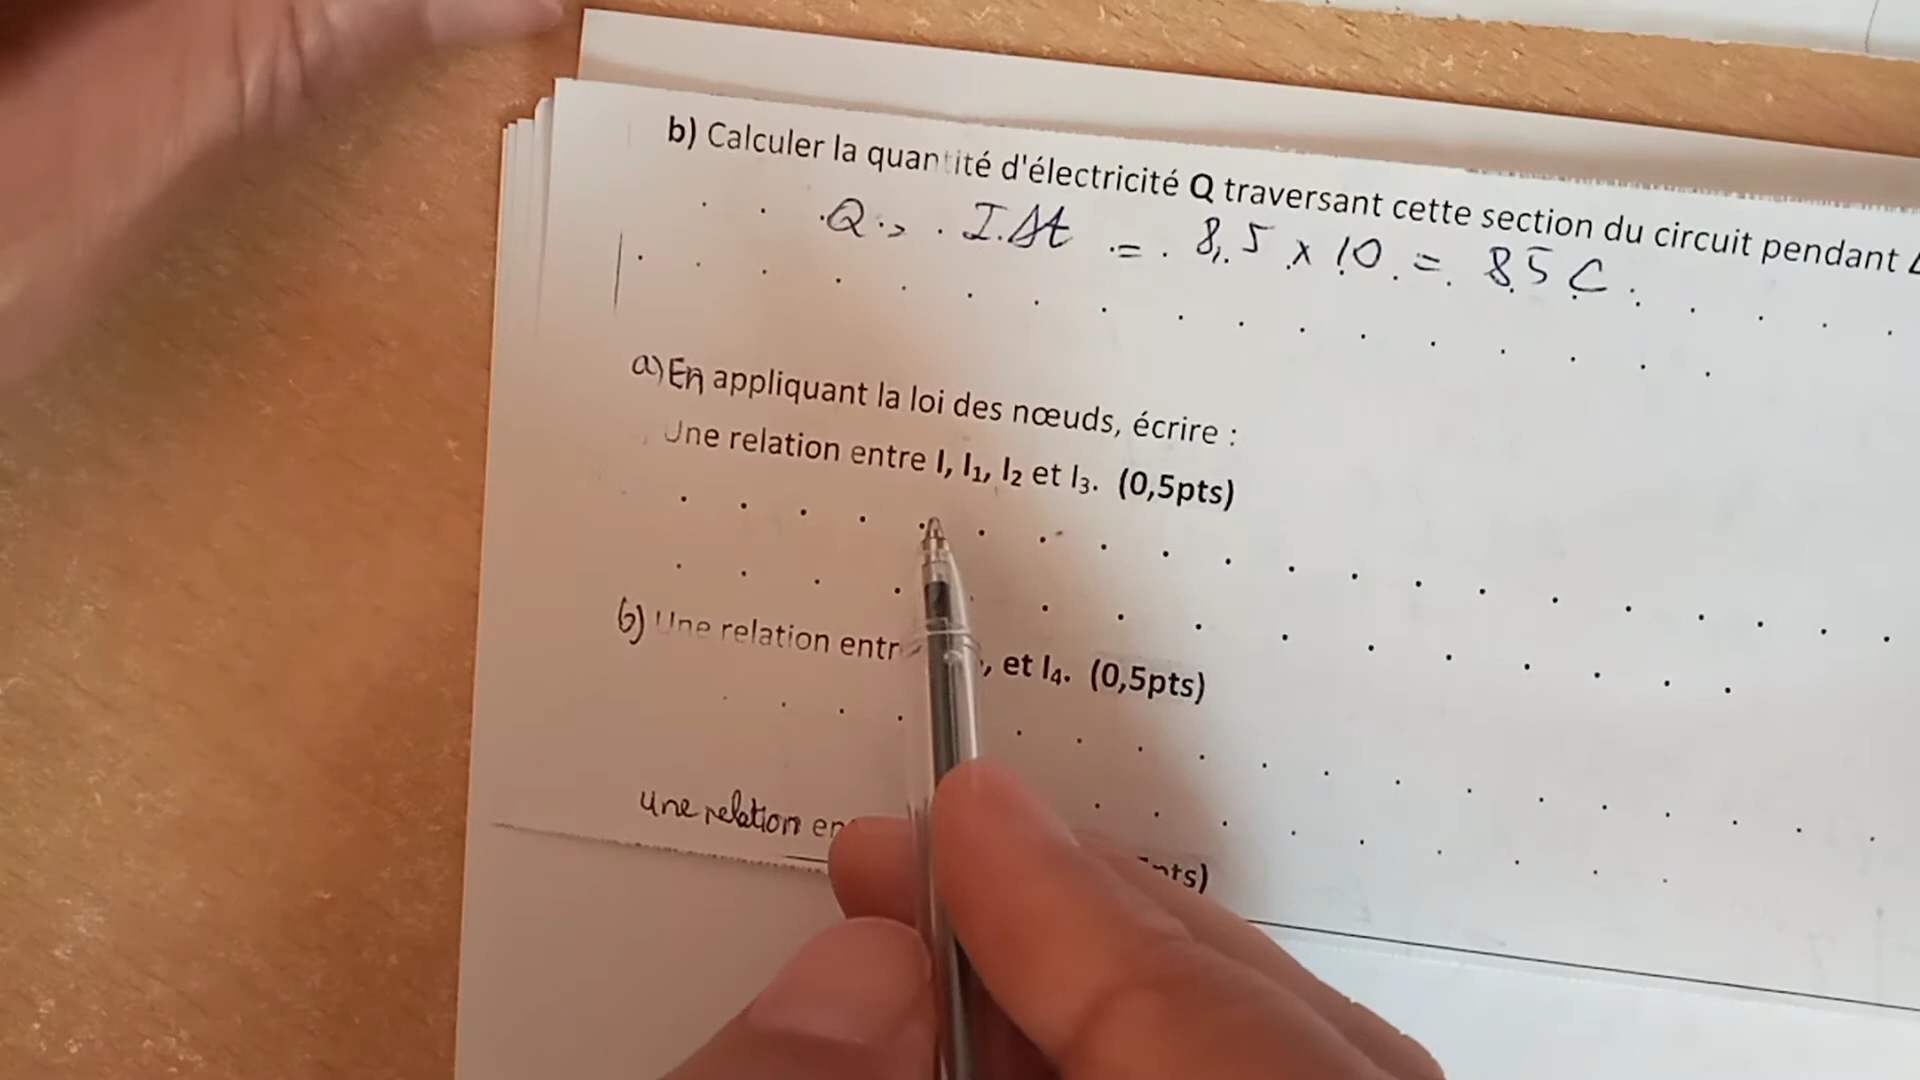 b) Calculer la quantité d'électricité Q traversant cette section du circuit pendant
Q = I.Δt = 8,5 x 10 = 85 C.
a) En appliquant la loi des nœuds, écrire :
Une relation entre I, I₁, I₂ et I₃. (0,5pts)
b) Une relation et I₄. (0,5pts)
une relation